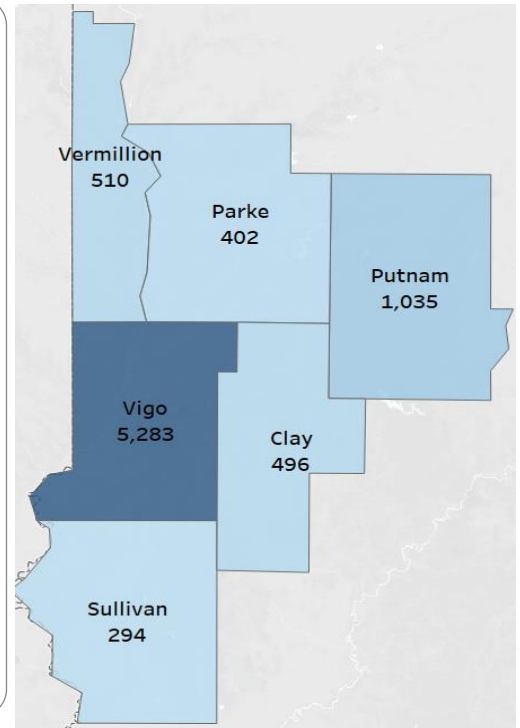 Vermillion
510
Parke
402
Putnam
1,035
Vigo
5,283
Clay
496
Sullivan
294